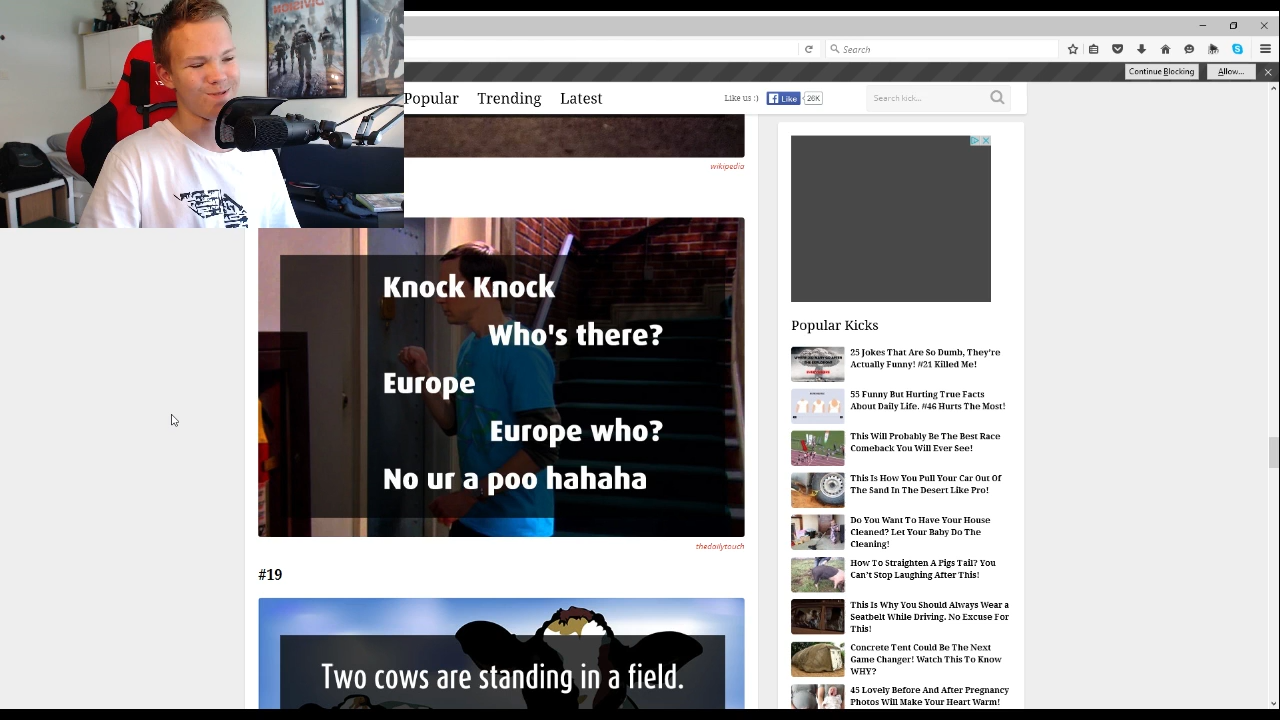 Search
Continue Blocking
Allow...
Popular
Trending
Latest
Like us :)
Like
26K
Search kick...
wikipedia
Knock Knock
Who's there?
Europe
Europe who?
No ur a poo hahaha
thedailytouch
#19
Two cows are standing in a field.
Popular Kicks
25 Jokes That Are So Dumb, They're
Actually Funny! #21 Killed Me!
55 Funny But Hurting True Facts
About Daily Life. #46 Hurts The Most!
This Will Probably Be The Best Race
Comeback You Will Ever See!
This Is How You Pull Your Car Out Of
The Sand In The Desert Like Pro!
Do You Want To Have Your House
Cleaned? Let Your Baby Do The
Cleaning!
How To Straighten A Pigs Tail? You
Can't Stop Laughing After This!
This Is Why You Should Always Wear a
Seatbelt While Driving. No Excuse For
This!
Concrete Tent Could Be The Next
Game Changer! Watch This To Know
WHY?
45 Lovely Before And After Pregnancy
Photos Will Make Your Heart Warm!